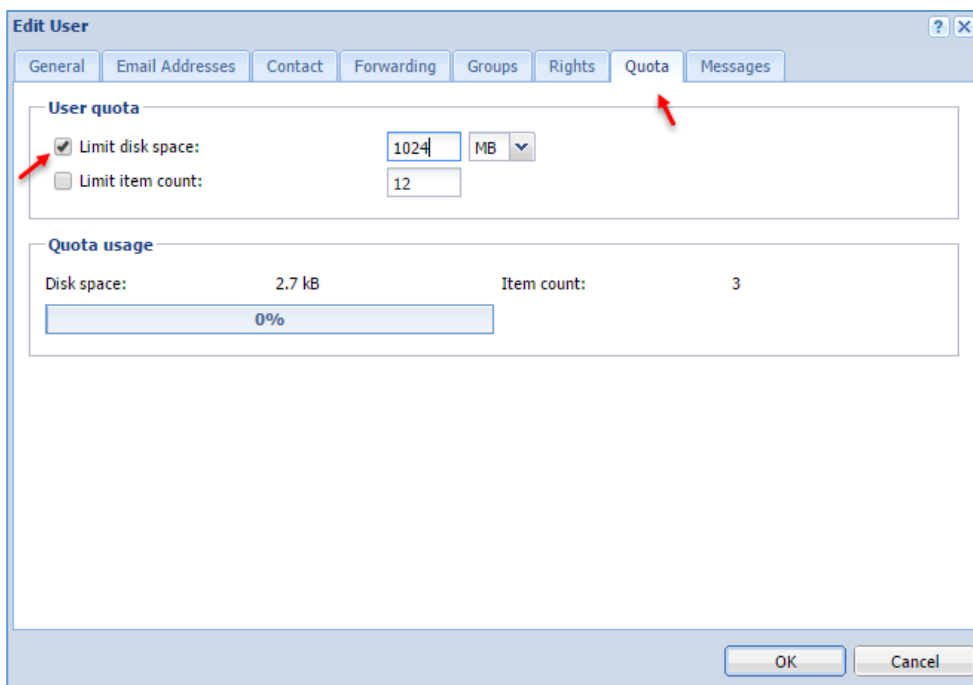 Edit User
?
General Email Addresses Contact Forwarding Groups Rights Quota Messages
User quota
Limit disk space: 1024 MB
Limit item count: 12
Quota usage
Disk space: 2.7 kB Item count: 3
0%
OK Cancel